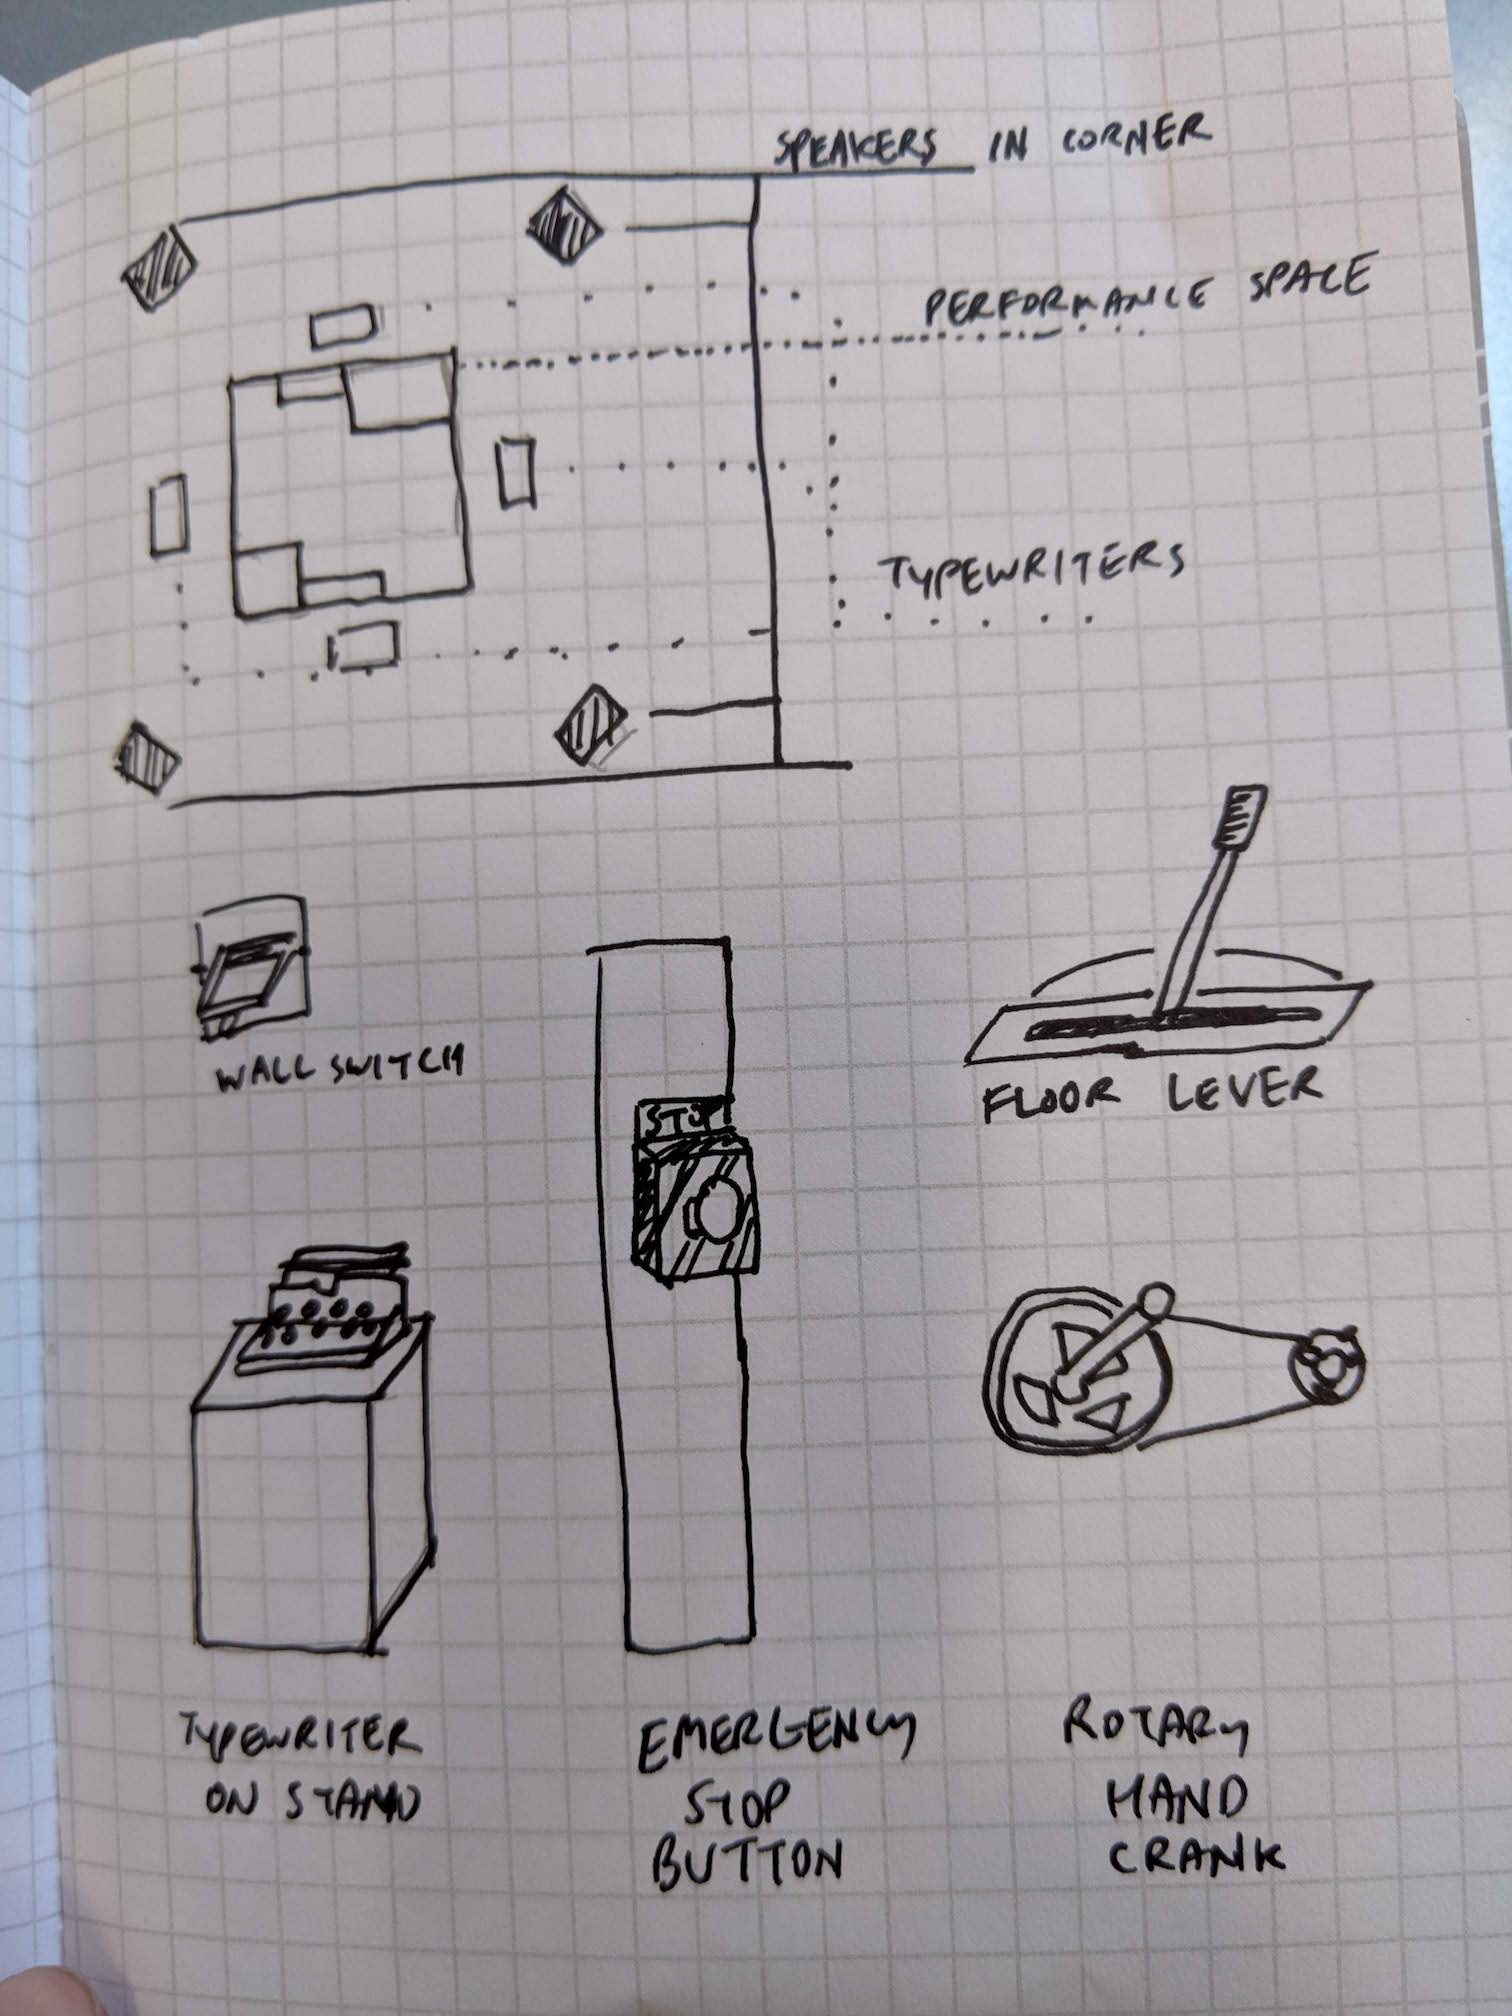 SPEAKERS IN CORNER
PERFORMANCE SPACE
TYPEWRITERS
WALL SWITCH
STOP
FLOOR LEVER
TYPEWRITER
ON STAND
EMERGENCY
STOP
BUTTON
ROTARY
HAND
CRANK